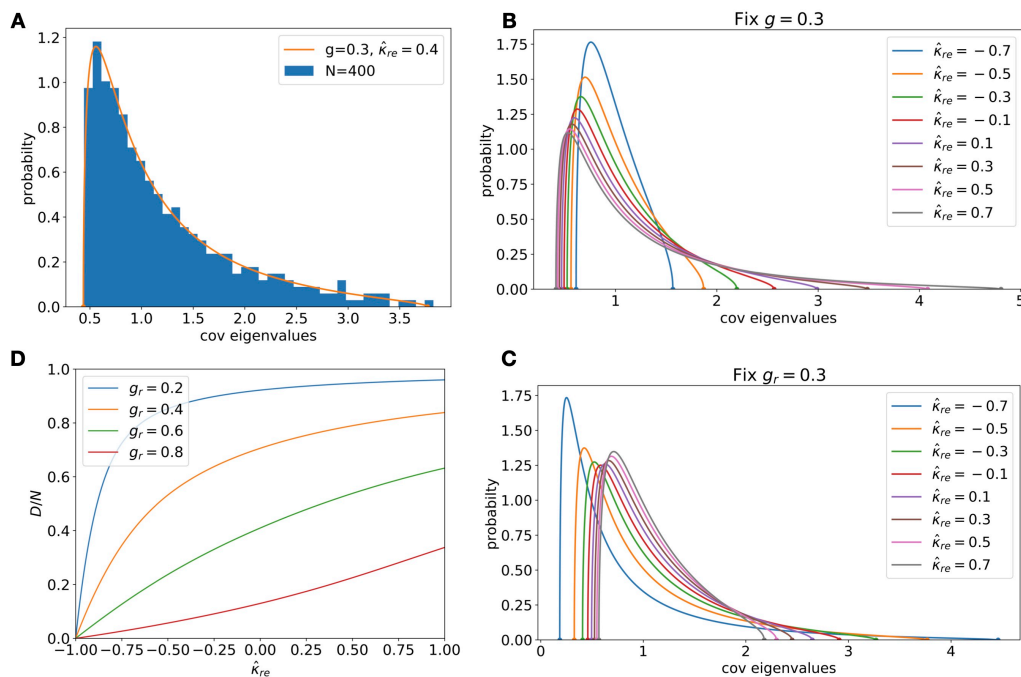 A
probabilty
1.2
1.0
0.8
0.6
0.4
0.2
0.0
0.5 1.0 1.5 2.0 2.5 3.0 3.5
cov eigenvalues
g=0.3, κ̂re = 0.4
N=400
B
Fix g = 0.3
probabilty
1.75
1.50
1.25
1.00
0.75
0.50
0.25
0.00
1 2 3 4 5
cov eigenvalues
κ̂re = −0.7
κ̂re = −0.5
κ̂re = −0.3
κ̂re = −0.1
κ̂re = 0.1
κ̂re = 0.3
κ̂re = 0.5
κ̂re = 0.7
D
D/N
1.0
0.8
0.6
0.4
0.2
0.0
−1.00 −0.75 −0.50 −0.25 0.00 0.25 0.50 0.75 1.00
κ̂re
gr = 0.2
gr = 0.4
gr = 0.6
gr = 0.8
C
Fix gr = 0.3
probabilty
1.75
1.50
1.25
1.00
0.75
0.50
0.25
0.00
0 1 2 3 4
cov eigenvalues
κ̂re = −0.7
κ̂re = −0.5
κ̂re = −0.3
κ̂re = −0.1
κ̂re = 0.1
κ̂re = 0.3
κ̂re = 0.5
κ̂re = 0.7